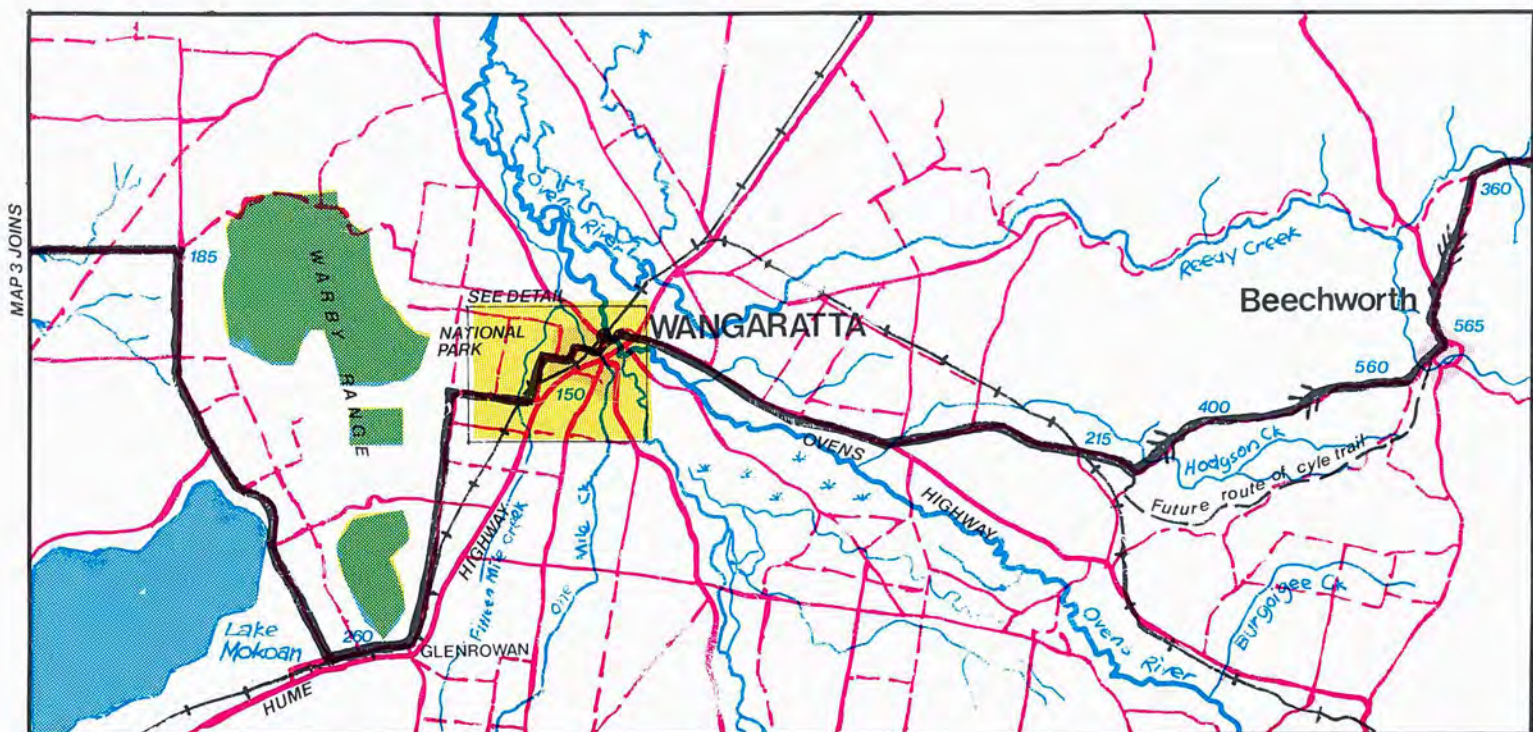 MAP 3 JOINS
185
WARBY RANGE
NATIONAL
PARK
SEE DETAIL
Ovens
River
WANGARATTA
150
Reedy Creek
360
Beechworth
565
560
400
215
Hodgson Ck
Future route of cyle trail
OVENS
HIGHWAY
HIGHWAY
Fifteen Mile Creek
One Mile Ck
Burgoigee Ck
Ovens River
Lake
Mokoan
260
GLENROWAN
HUME